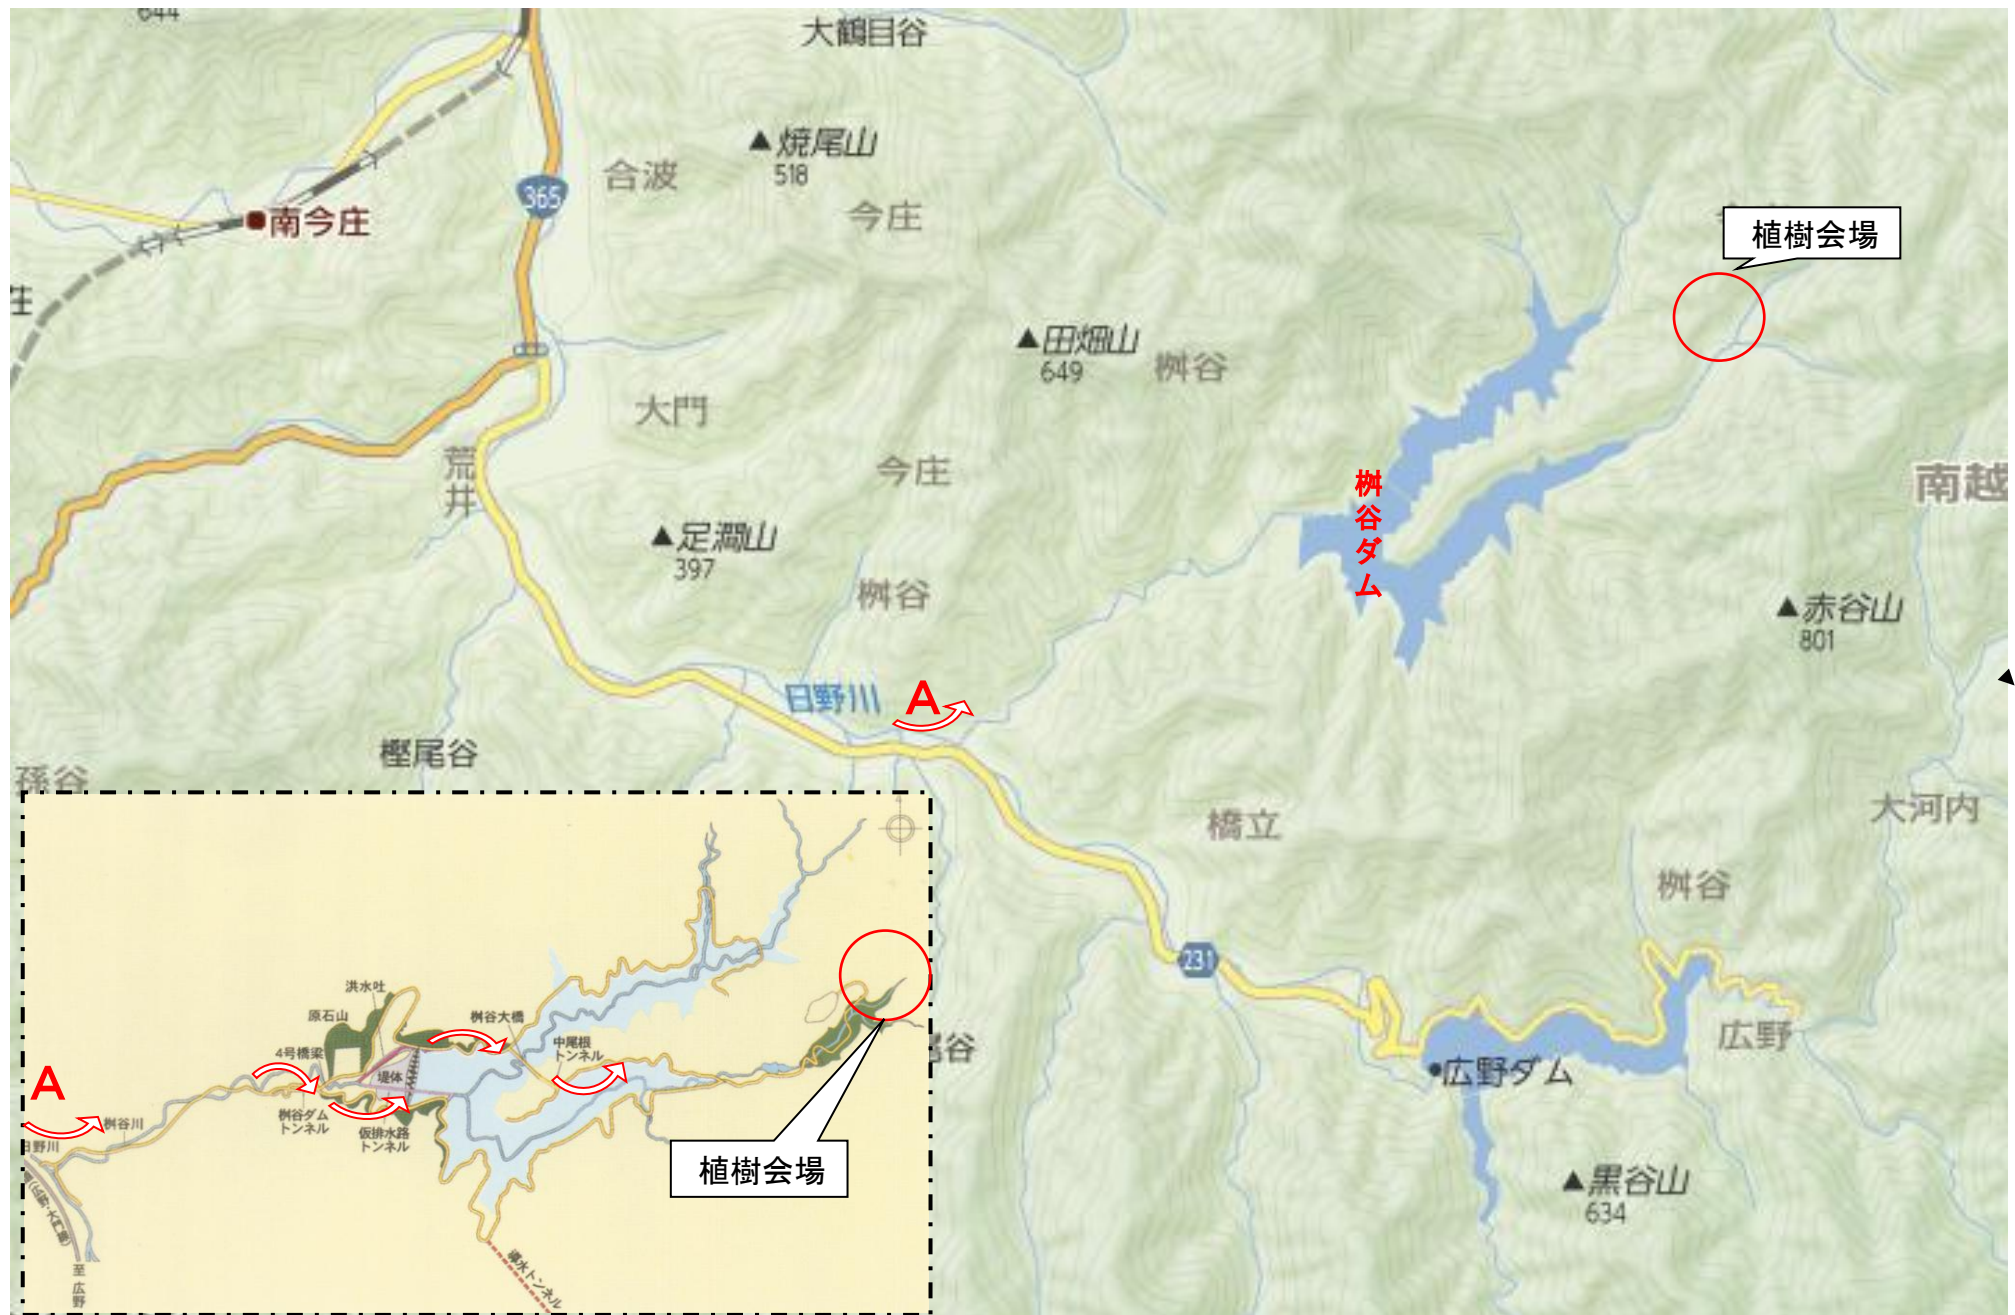 644
大鶴目谷
▲焼尾山
518
合波
365
今庄
南今庄
植樹会場
▲田畑山
649
桝谷
大門
荒井
今庄
桝谷ダム
南越
▲足澗山
397
桝谷
▲赤谷山
801
日野川
A
樫尾谷
孫谷
橋立
大河内
桝谷
231
広野
広野ダム
▲黒谷山
634
洪水吐
原石山
桝谷大橋
4号橋梁
中尾根
トンネル
堤体
A
桝谷ダム
トンネル
桝谷川
仮排水路
トンネル
日野川
植樹会場
導水トンネル
至
広
野